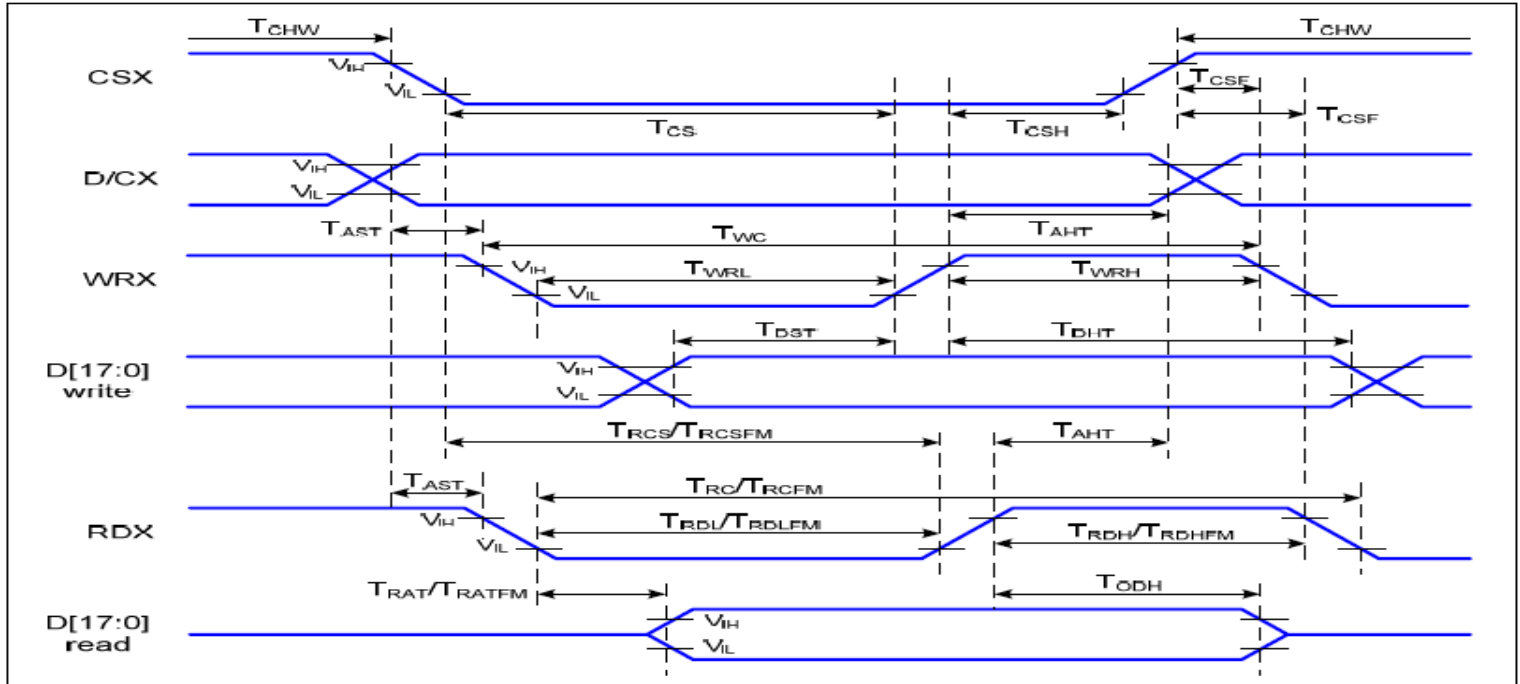 TCHW TCHW
CSX VIH
VIL
TCSF
TCS TCSH TCSF
D/CX VIH
VIL
TAST TWC TAHT
WRX VIH TWRL TWRH
VIL
TDST TDHT
D[17:0]
write
VIH
VIL
TRCS/TRCSFM TAHT
TAST TRC/TRCFM
RDX VIH TRDL/TRDLFM TRDH/TRDHFM
VIL
TRAT/TRATFM TODH
D[17:0]
read
VIH
VIL